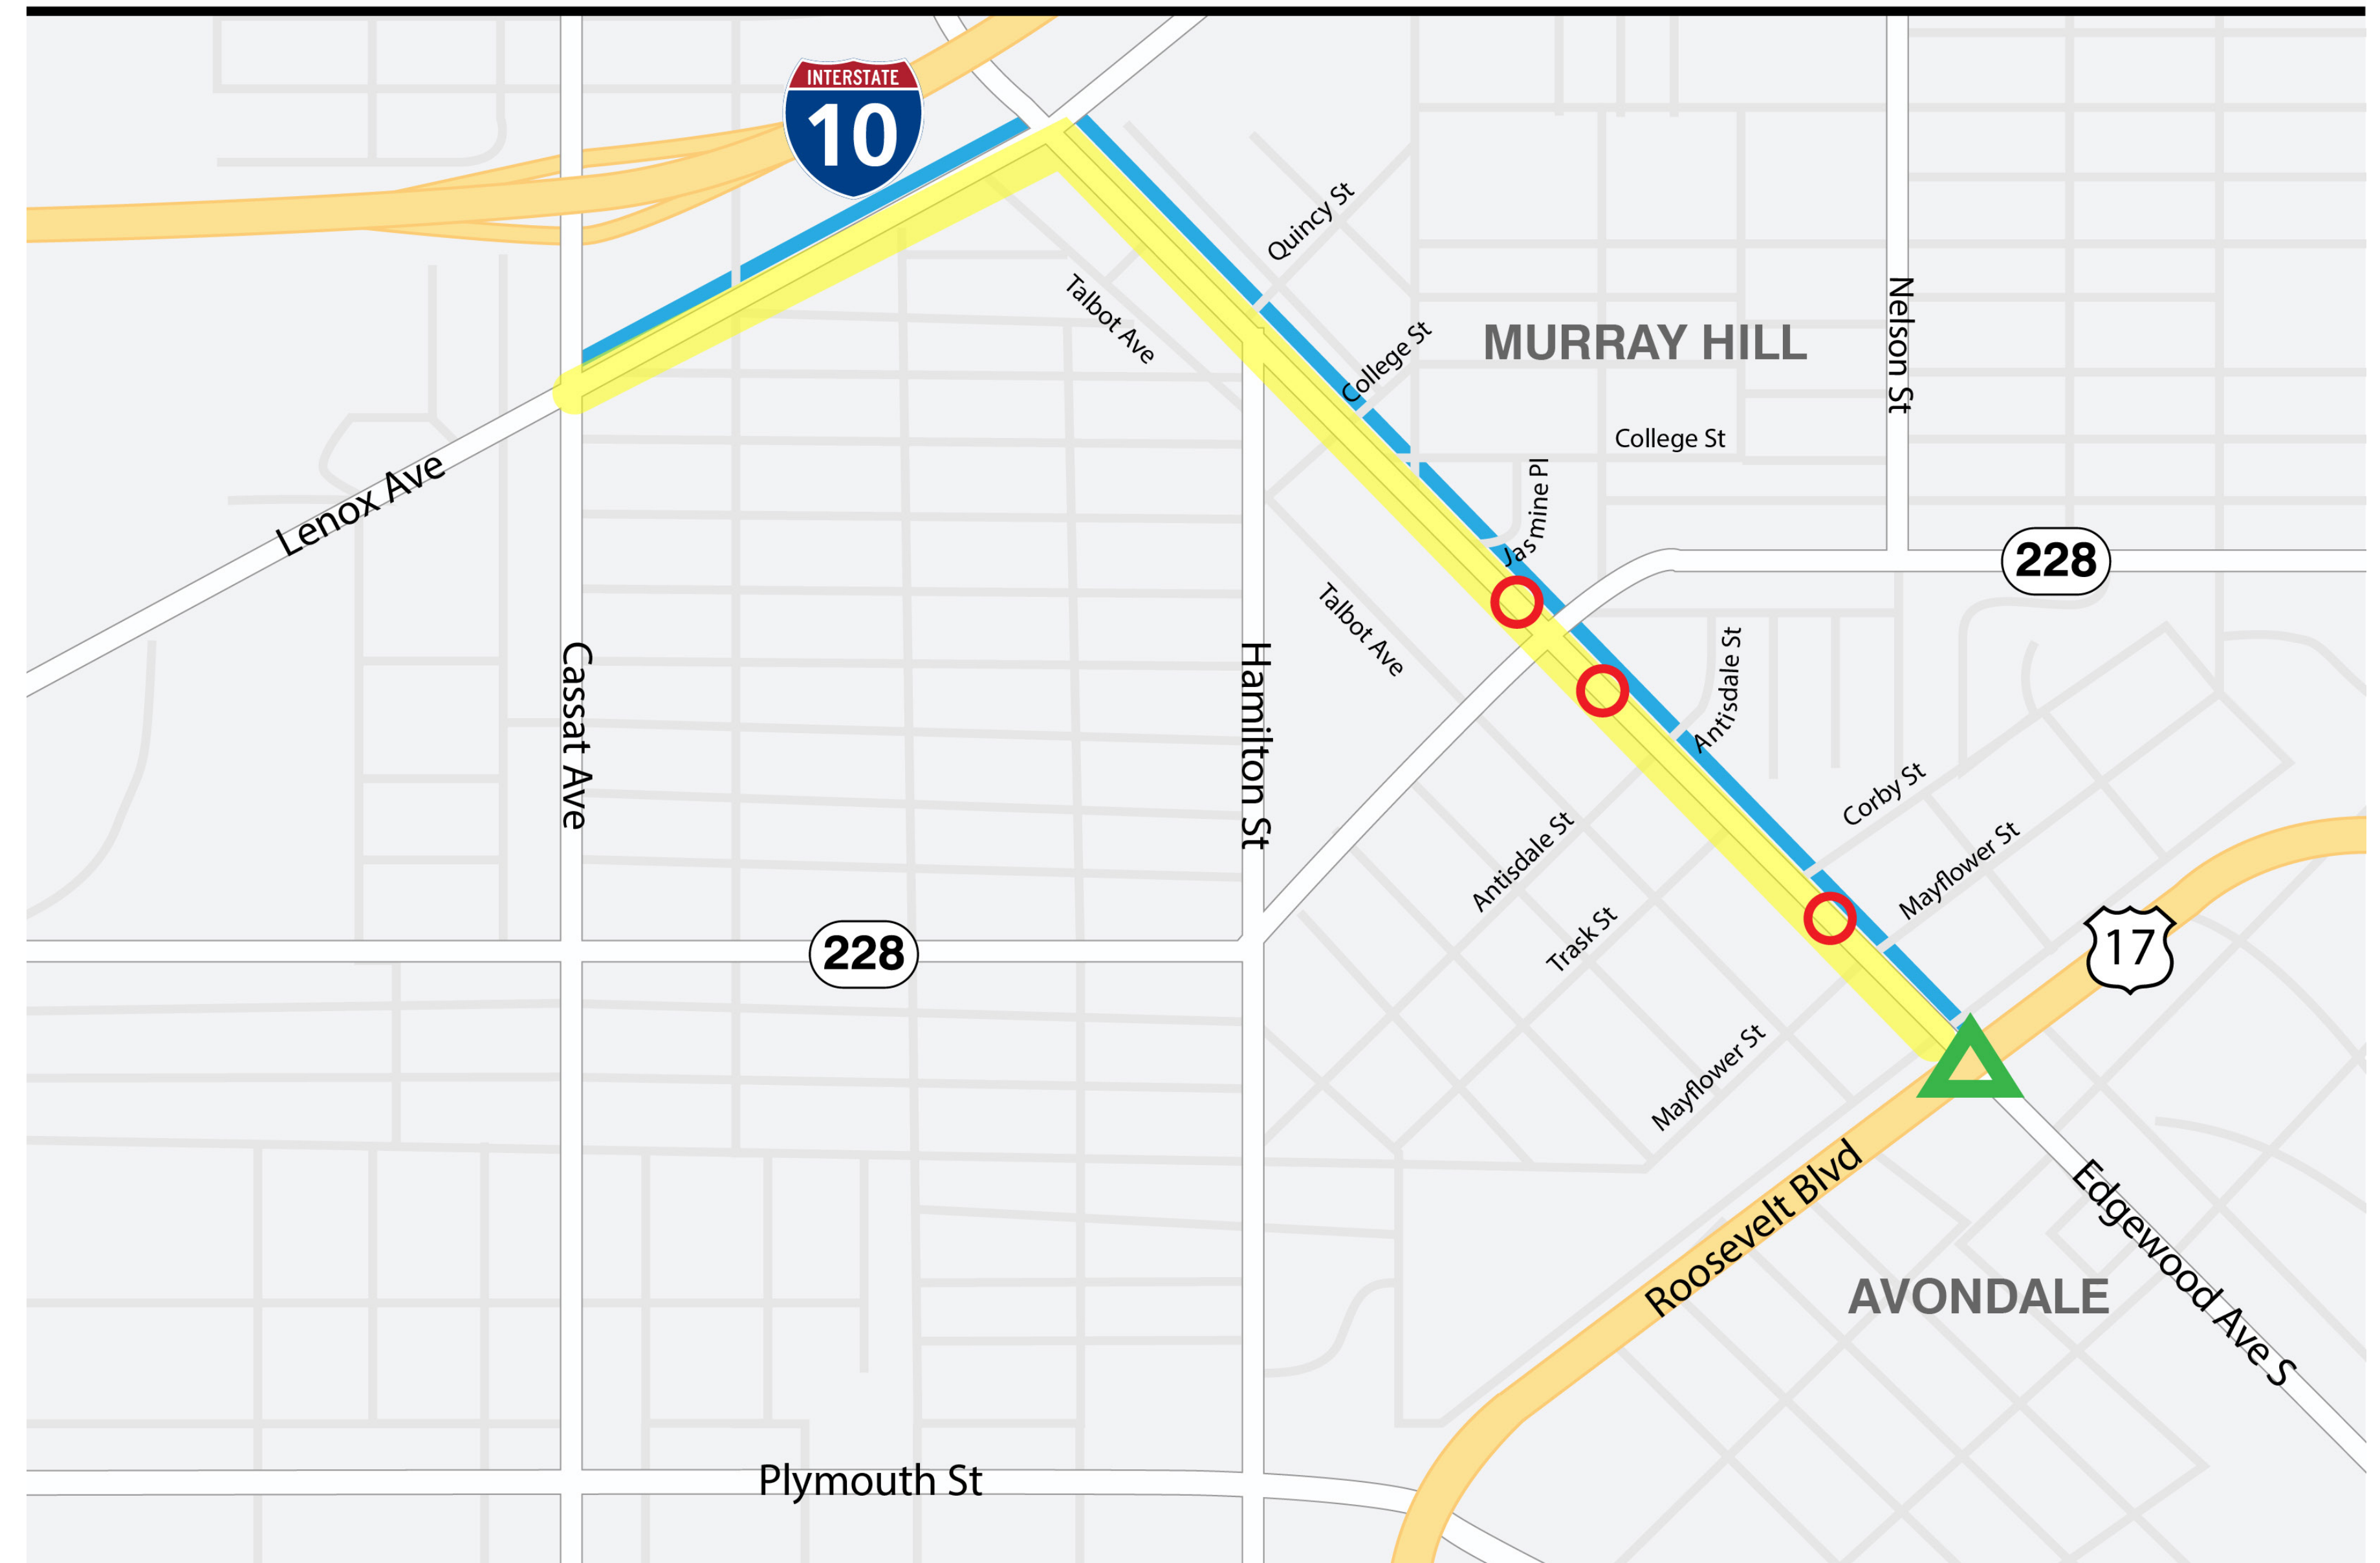 INTERSTATE
10
Quincy St
Talbot Ave
College St
MURRAY HILL
Nelson St
College St
Jasmine Pl
Lenox Ave
228
Talbot Ave
Antisdale St
Cassat Ave
Hamilton St
Corby St
Antisdale St
Mayflower St
Trask St
228
17
Mayflower St
Roosevelt Blvd
Edgewood Ave S
AVONDALE
Plymouth St